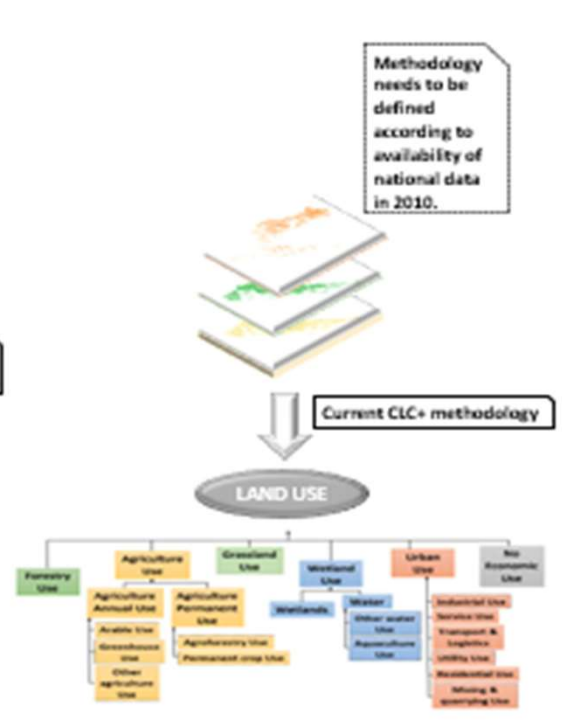 Methodology
needs to be
defined
according to
availability of
national data
in 2010.
Current CLC+ methodology
LAND USE
Forestry
Use
Agriculture
Use
Grassland
Use
Wetland
Use
Urban
Use
No
Economic
Use
Agriculture
Annual Use
Agriculture
Permanent
Use
Arable Use
Greenhouse
Use
Other
agriculture
Use
Agroforestry Use
Permanent crop Use
Wetlands
Water
Other water
Use
Aquaculture
Use
Industrial Use
Service Use
Transport &
Logistics
Utility Use
Residential Use
Mining &
quarrying Use